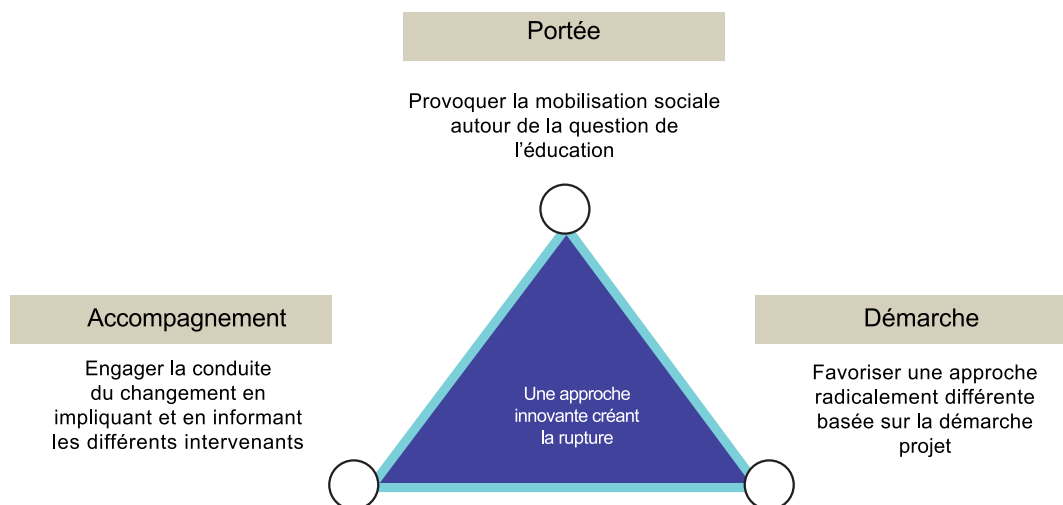 Portée
Provoquer la mobilisation sociale
autour de la question de
l’éducation
Accompagnement
Engager la conduite
du changement en
impliquant et en informant
les différents intervenants
Une approche
innovante créant
la rupture
Démarche
Favoriser une approche
radicalement différente
basée sur la démarche
projet